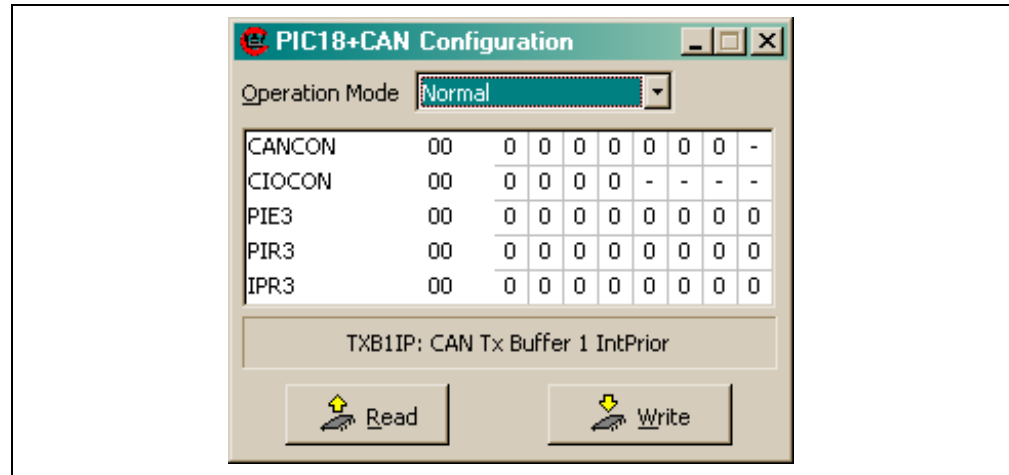 PIC18+CAN Configuration
Operation Mode Normal
CANCON 00 0 0 0 0 0 0 0 -
CIOCON 00 0 0 0 0 - - - -
PIE3 00 0 0 0 0 0 0 0 0
PIR3 00 0 0 0 0 0 0 0 0
IPR3 00 0 0 0 0 0 0 0 0
TXB1IP: CAN Tx Buffer 1 IntPrior
Read Write